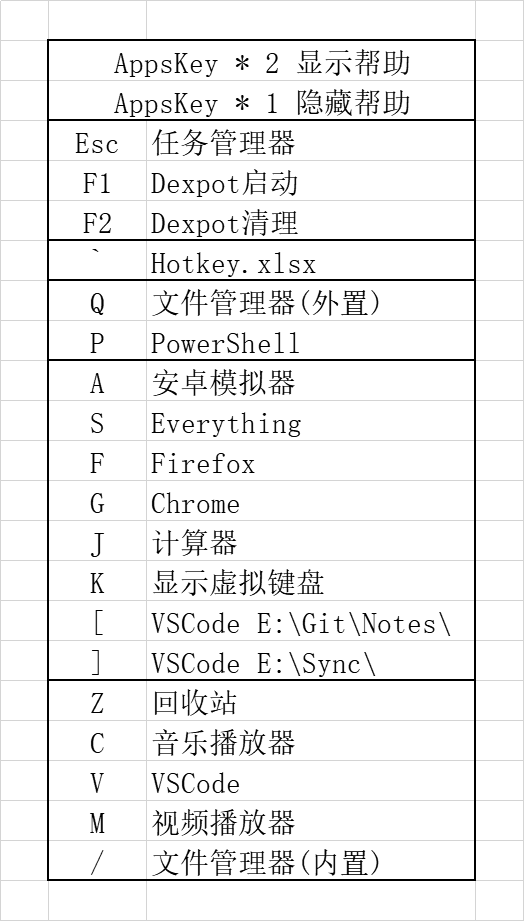 AppsKey * 2 显示帮助
AppsKey * 1 隐藏帮助
Esc 任务管理器
F1 Dexpot启动
F2 Dexpot清理
` Hotkey.xlsx
Q 文件管理器(外置)
P PowerShell
A 安卓模拟器
S Everything
F Firefox
G Chrome
J 计算器
K 显示虚拟键盘
[ VSCode E:\Git\Notes\
] VSCode E:\Sync\
Z 回收站
C 音乐播放器
V VSCode
M 视频播放器
/ 文件管理器(内置)